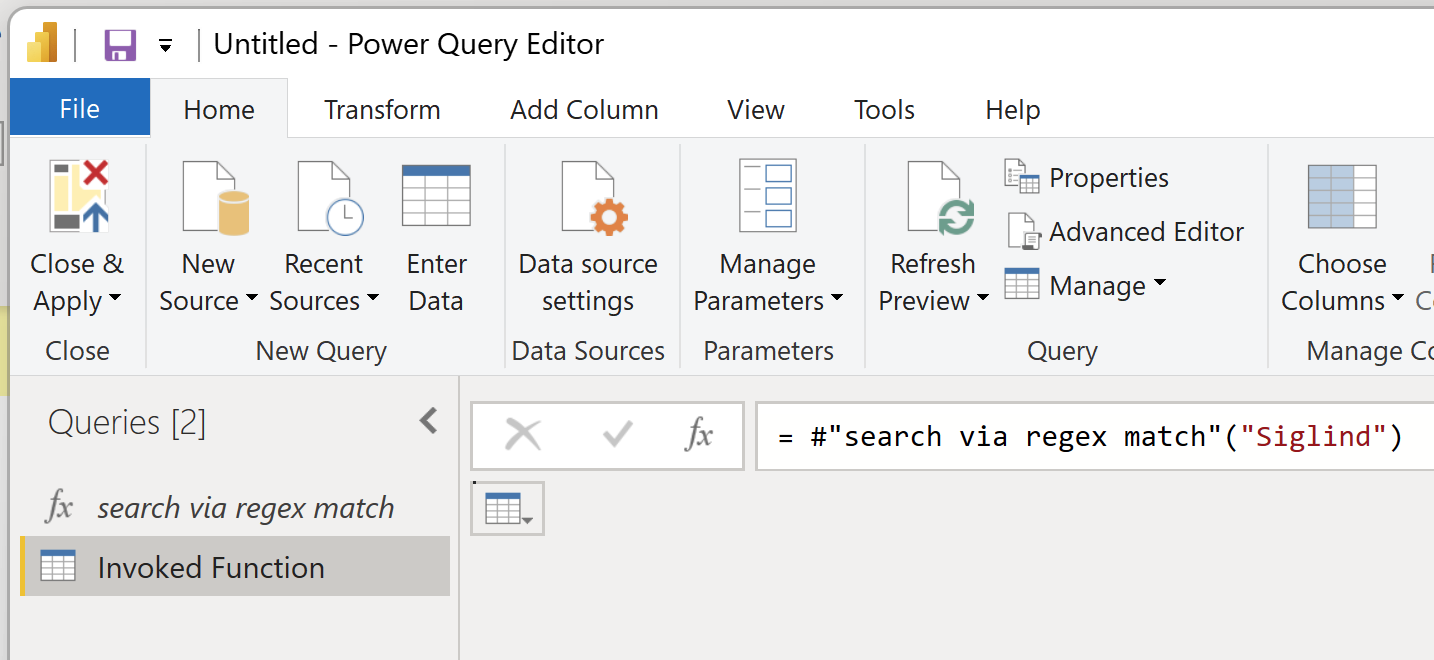 Untitled - Power Query Editor
File Home Transform Add Column View Tools Help
Close & Apply
New Source
Recent Sources
Enter Data
Data source settings
Manage Parameters
Refresh Preview
Properties
Advanced Editor
Manage
Choose Columns
Close
New Query
Data Sources
Parameters
Query
Manage
Queries [2]
fx = #"search via regex match"("Siglind")
fx search via regex match
Invoked Function